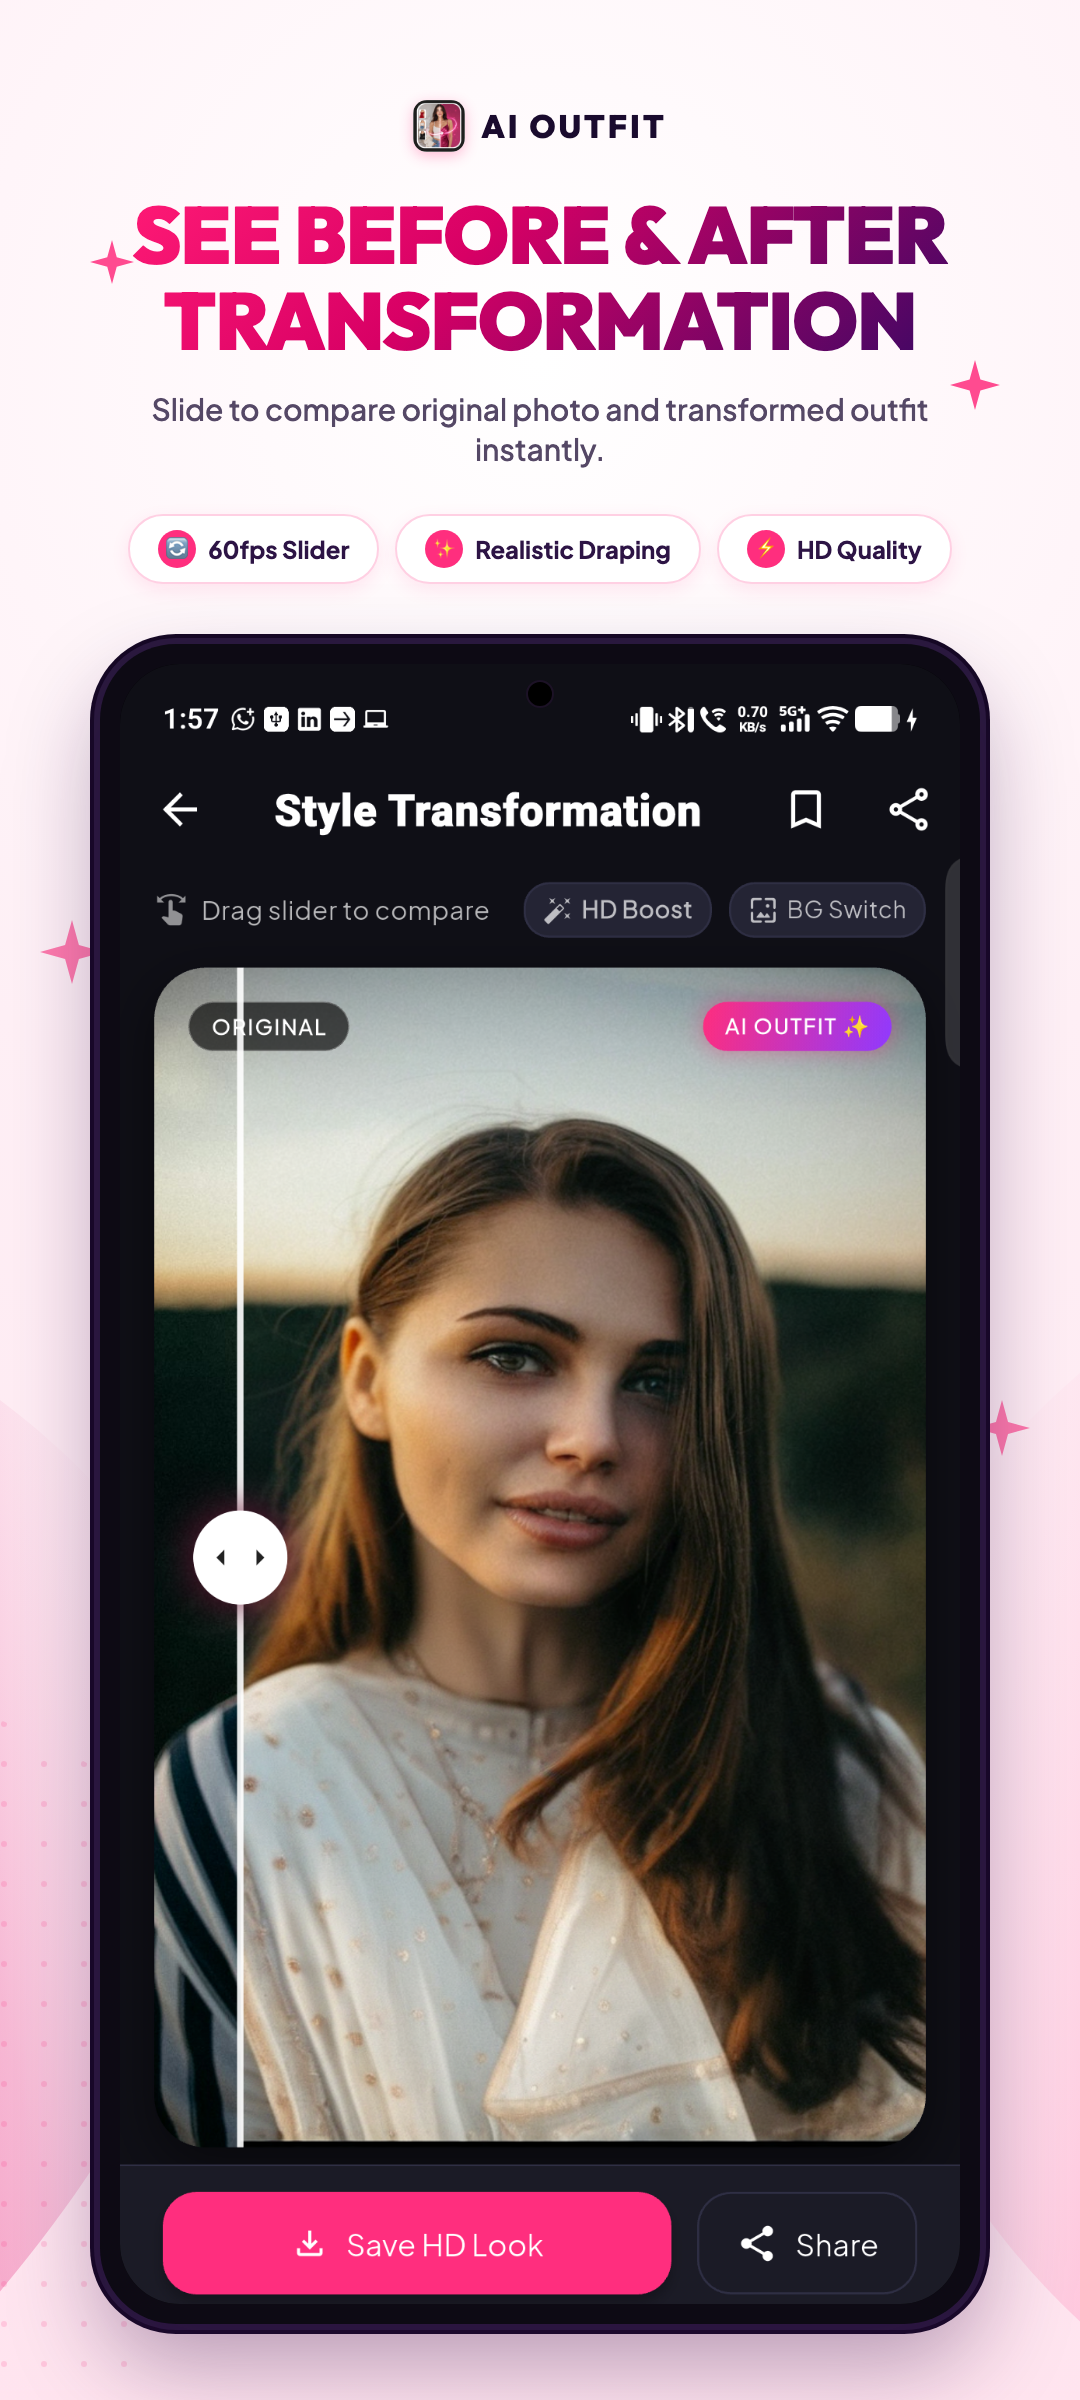 AI OUTFIT
SEE BEFORE & AFTER
TRANSFORMATION
Slide to compare original photo and transformed outfit
instantly.
60fps Slider
Realistic Draping
HD Quality
1:57
0.70
KB/s
5G+
Style Transformation
Drag slider to compare
HD Boost
BG Switch
ORIGINAL
AI OUTFIT ✨
Save HD Look
Share